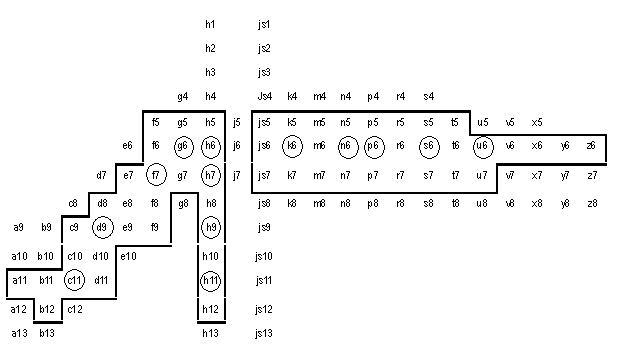 h1 js1
h2 js2
h3 js3
g4 h4 Js4 k4 m4 n4 p4 r4 s4
f5 g5 h5 j5 js5 k5 m5 n5 p5 r5 s5 t5 u5 v5 x5
e6 f6 g6 h6 j6 js6 k6 m6 n6 p6 r6 s6 t6 u6 v6 x6 y6 z6
d7 e7 f7 g7 h7 j7 js7 k7 m7 n7 p7 r7 s7 t7 u7 v7 x7 y7 z7
c8 d8 e8 f8 g8 h8 js8 k8 m8 n8 p8 r8 s8 t8 u8 v8 x8 y8 z8
a9 b9 c9 d9 e9 f9 h9 js9
a10 b10 c10 d10 e10 h10 js10
a11 b11 c11 d11 h11 js11
a12 b12 c12 h12 js12
a13 b13 h13 js13